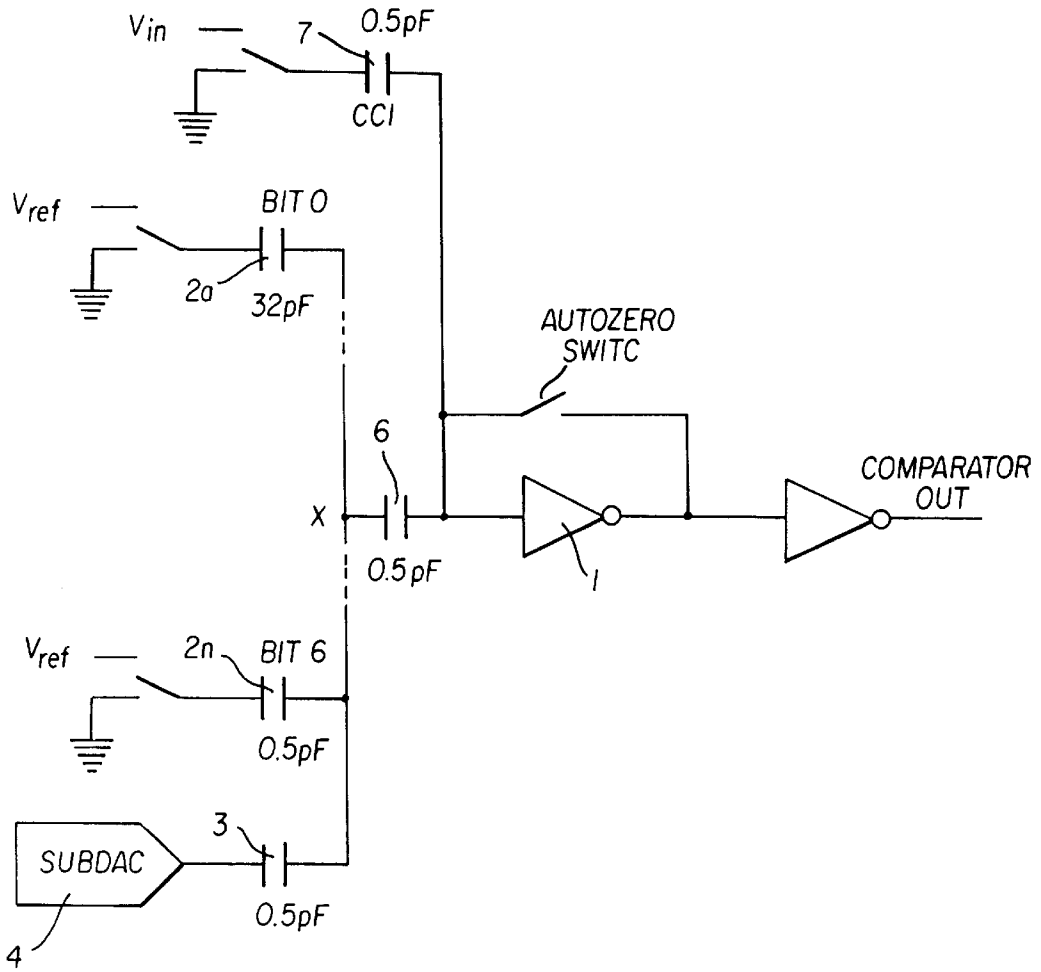 Vin
7
0.5pF
CCI
Vref
BIT 0
2a
32pF
AUTOZERO
SWITC
6
X
0.5pF
1
COMPARATOR
OUT
Vref
2n
BIT 6
0.5pF
3
SUBDAC
0.5pF
4